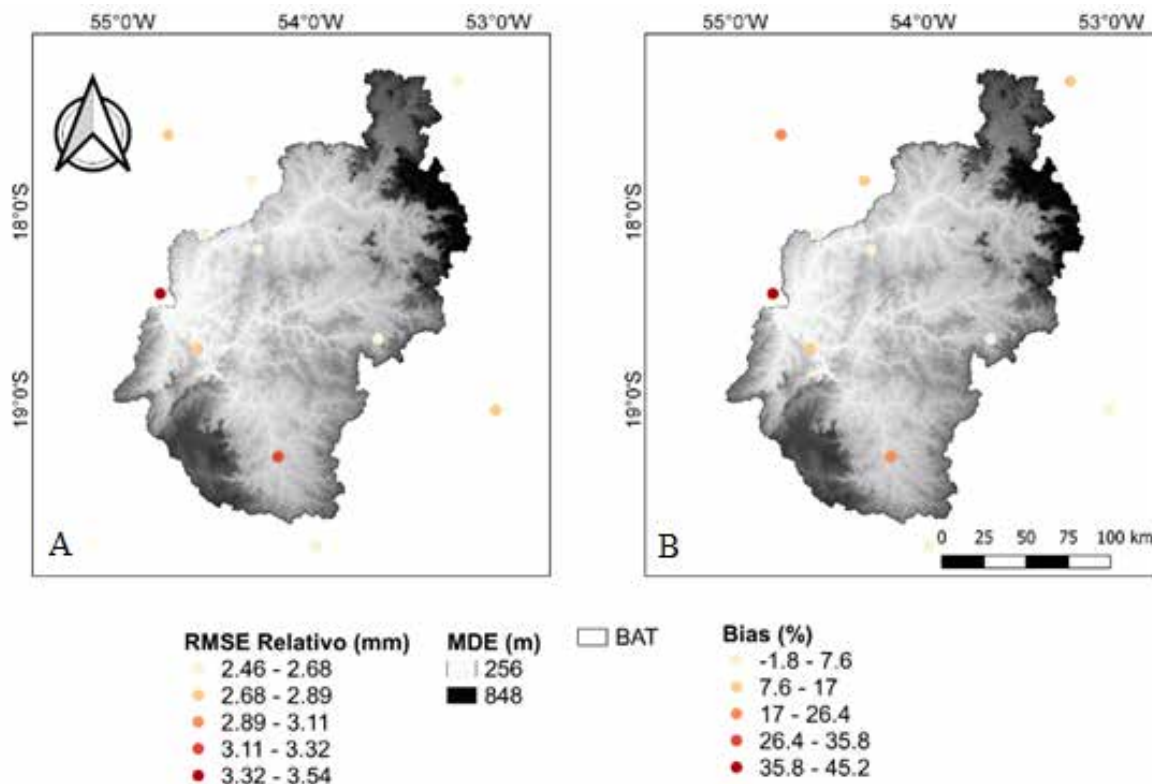 55°0'W 54°0'W 53°0'W 55°0'W 54°0'W 53°0'W
18°0'S 18°0'S
19°0'S 19°0'S
A B
0 25 50 75 100 km
RMSE Relativo (mm)
2.46 - 2.68
2.68 - 2.89
2.89 - 3.11
3.11 - 3.32
3.32 - 3.54
MDE (m)
256
848
BAT
Bias (%)
-1.8 - 7.6
7.6 - 17
17 - 26.4
26.4 - 35.8
35.8 - 45.2